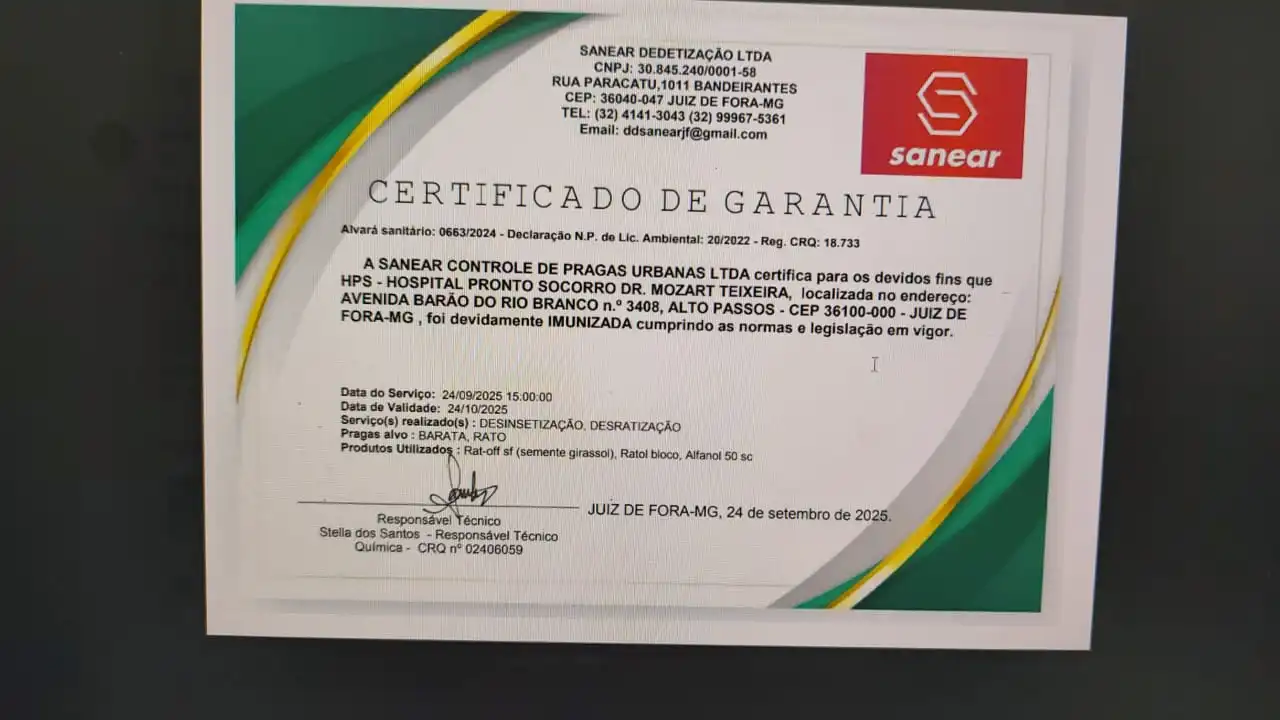 SANEAR DEDETIZAÇÃO LTDA
CNPJ: 30.845.240/0001-58
RUA PARACATU,1011 BANDEIRANTES
CEP: 36040-047 JUIZ DE FORA-MG
TEL: (32) 4141-3043 (32) 99967-5361
Email: ddsanearjf@gmail.com
sanear
CERTIFICADO DE GARANTIA
Alvará sanitário: 0663/2024 - Declaração N.P. de Lic. Ambiental: 20/2022 - Reg. CRQ: 18.733
A SANEAR CONTROLE DE PRAGAS URBANAS LTDA certifica para os devidos fins que
HPS - HOSPITAL PRONTO SOCORRO DR. MOZART TEIXEIRA, localizada no endereço:
AVENIDA BARÃO DO RIO BRANCO n.º 3408, ALTO PASSOS - CEP 36100-000 - JUIZ DE
FORA-MG , foi devidamente IMUNIZADA cumprindo as normas e legislação em vigor.
Data do Serviço: 24/09/2025 15:00:00
Data de Validade: 24/10/2025
Serviço(s) realizado(s) : DESINSETIZAÇÃO, DESRATIZAÇÃO
Pragas alvo : BARATA, RATO
Produtos Utilizados : Rat-off sf (semente girassol), Ratol bloco, Alfanol 50 sc
JUIZ DE FORA-MG, 24 de setembro de 2025.
Responsável Técnico
Stella dos Santos - Responsável Técnico
Química - CRQ nº 02406059